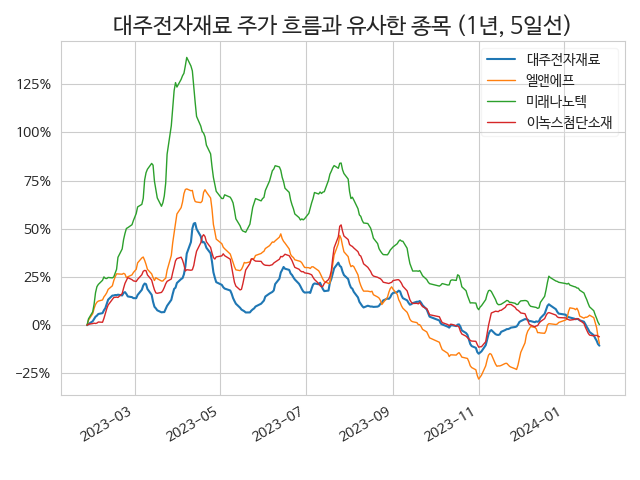 대주전자재료 주가 흐름과 유사한 종목 (1년, 5일선)
대주전자재료
엘앤에프
미래나노텍
이녹스첨단소재
125%
100%
75%
50%
25%
0%
−25%
2023−03
2023−05
2023−07
2023−09
2023−11
2024−01